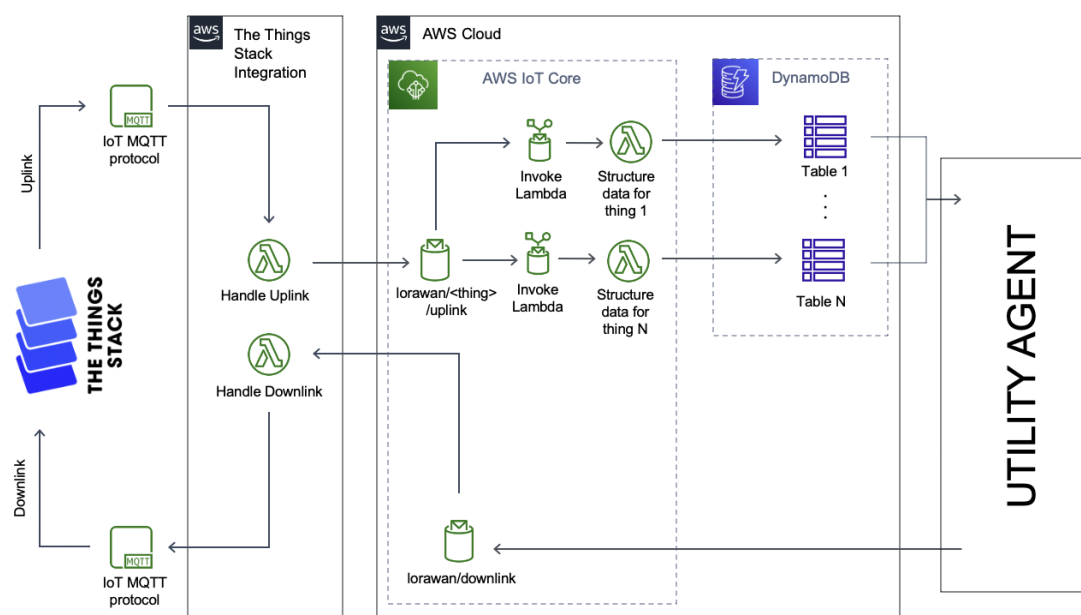 aws
The Things
Stack
Integration
aws
AWS Cloud
AWS IoT Core
DynamoDB
MQTT
IoT MQTT
protocol
Uplink
Invoke
Lambda
Structure
data for
thing 1
Table 1
Handle Uplink
lorawan/<thing>
/uplink
Invoke
Lambda
Structure
data for
thing N
Table N
THE THINGS
STACK
Handle Downlink
UTILITY AGENT
Downlink
MQTT
IoT MQTT
protocol
lorawan/downlink